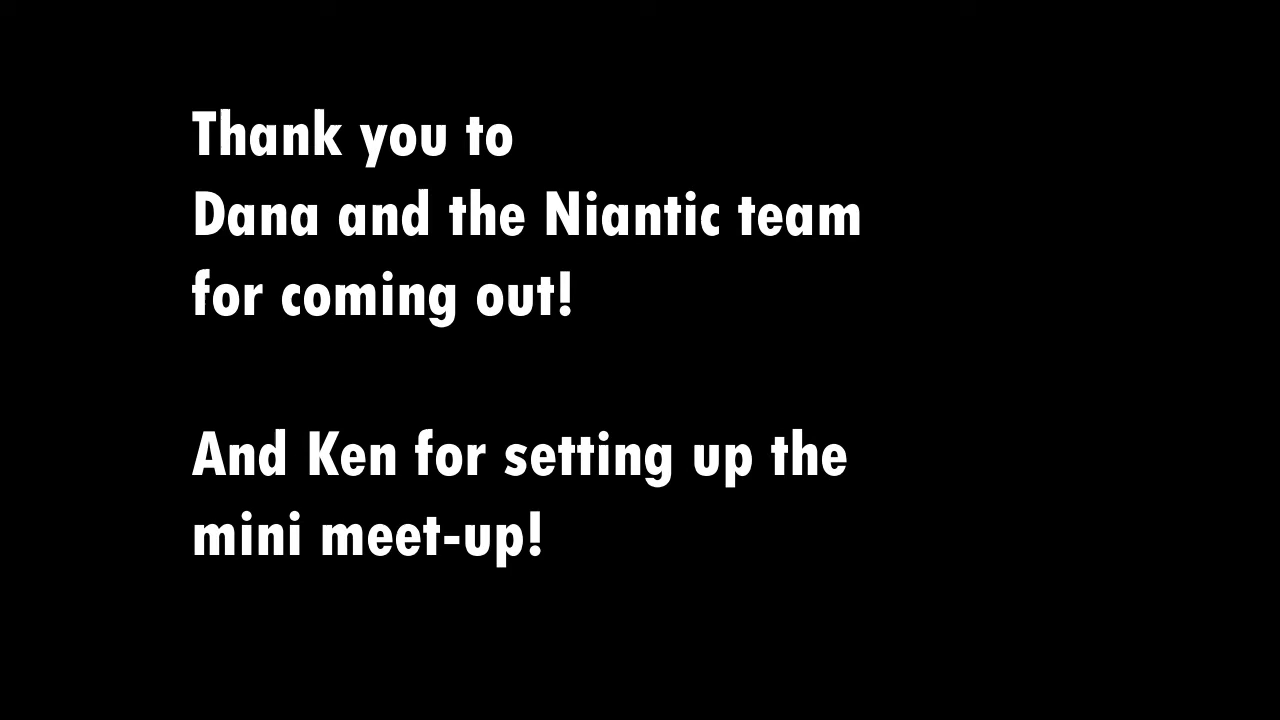 Thank you to
Dana and the Niantic team
for coming out!
And Ken for setting up the
mini meet-up!